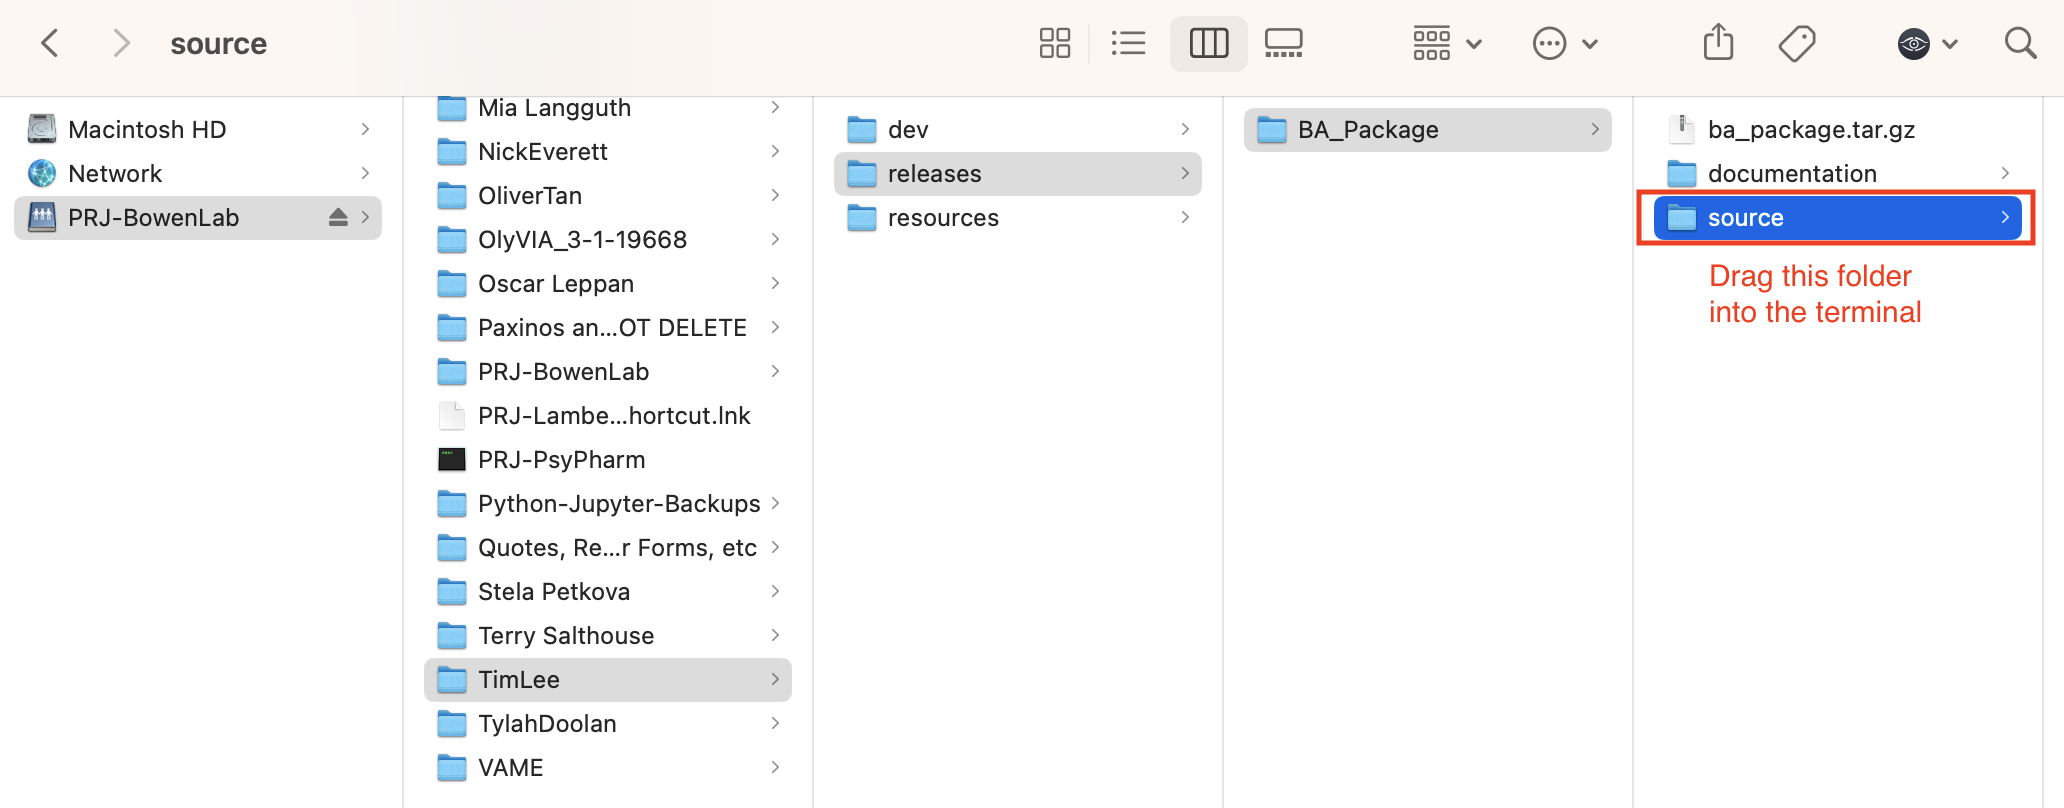 source
Macintosh HD
Network
PRJ-BowenLab
Mia Langguth
NickEverett
OliverTan
OlyVIA_3-1-19668
Oscar Leppan
Paxinos an...OT DELETE
PRJ-BowenLab
PRJ-Lambe...hortcut.lnk
PRJ-PsyPharm
Python-Jupyter-Backups
Quotes, Re...r Forms, etc
Stela Petkova
Terry Salthouse
TimLee
TylahDoolan
VAME
dev
releases
resources
BA_Package
ba_package.tar.gz
documentation
source
Drag this folder
into the terminal